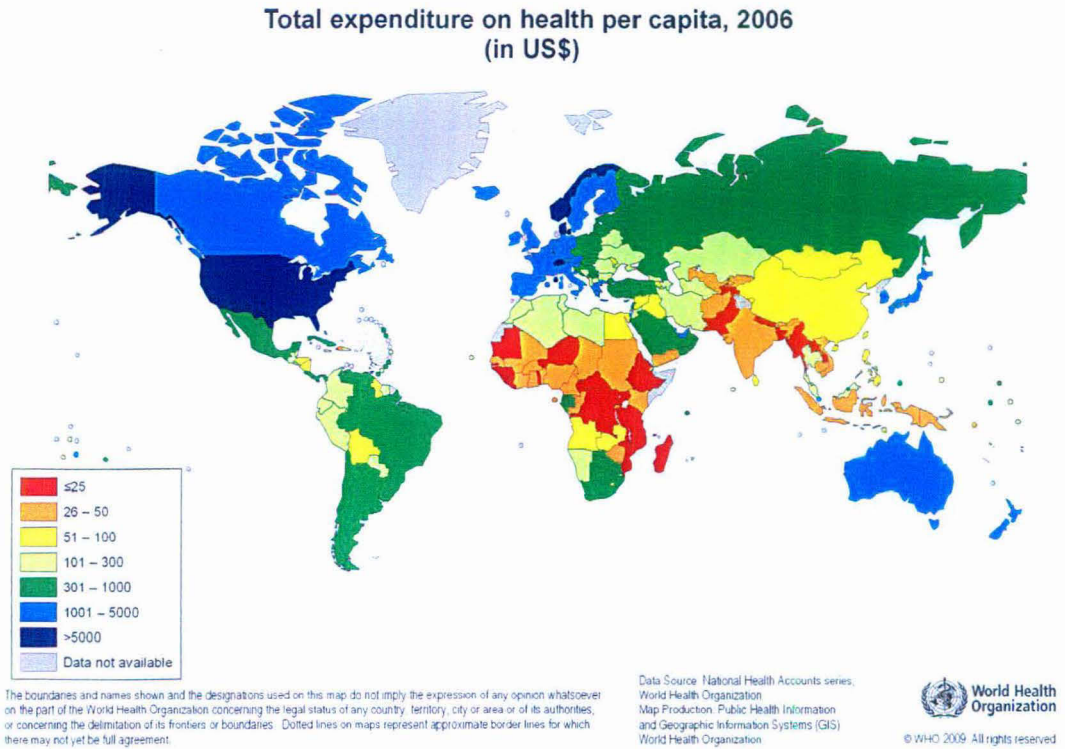 Total expenditure on health per capita, 2006
(in US$)
≤25
26 – 50
51 – 100
101 – 300
301 – 1000
1001 – 5000
>5000
Data not available
The boundaries and names shown and the designations used on this map do not imply the expression of any opinion whatsoever
on the part of the World Health Organization concerning the legal status of any country, territory, city or area or of its authorities,
or concerning the delimitation of its frontiers or boundaries. Dotted lines on maps represent approximate border lines for which
there may not yet be full agreement.
Data Source: National Health Accounts series,
World Health Organization
Map Production: Public Health Information
and Geographic Information Systems (GIS)
World Health Organization
World Health
Organization
© WHO 2009. All rights reserved